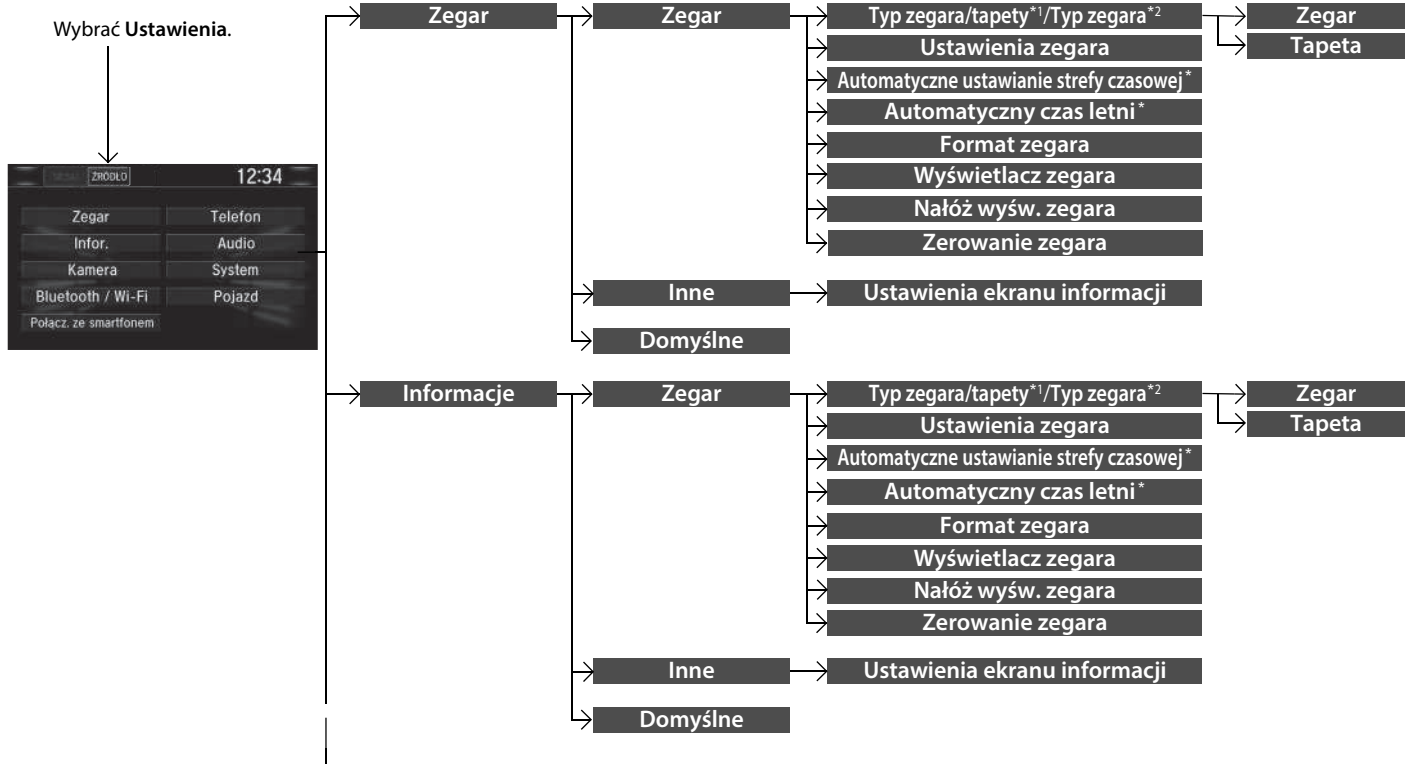 Wybrać Ustawienia.
ŹRÓDŁO
12:34
Zegar
Telefon
Infor.
Audio
Kamera
System
Bluetooth / Wi-Fi
Pojazd
Połącz. ze smartfonem
Zegar
Zegar
Typ zegara/tapety*1/Typ zegara*2
Zegar
Tapeta
Ustawienia zegara
Automatyczne ustawianie strefy czasowej*
Automatyczny czas letni*
Format zegara
Wyświetlacz zegara
Nałóż wyśw. zegara
Zerowanie zegara
Inne
Ustawienia ekranu informacji
Domyślne
Informacje
Zegar
Typ zegara/tapety*1/Typ zegara*2
Zegar
Tapeta
Ustawienia zegara
Automatyczne ustawianie strefy czasowej*
Automatyczny czas letni*
Format zegara
Wyświetlacz zegara
Nałóż wyśw. zegara
Zerowanie zegara
Inne
Ustawienia ekranu informacji
Domyślne